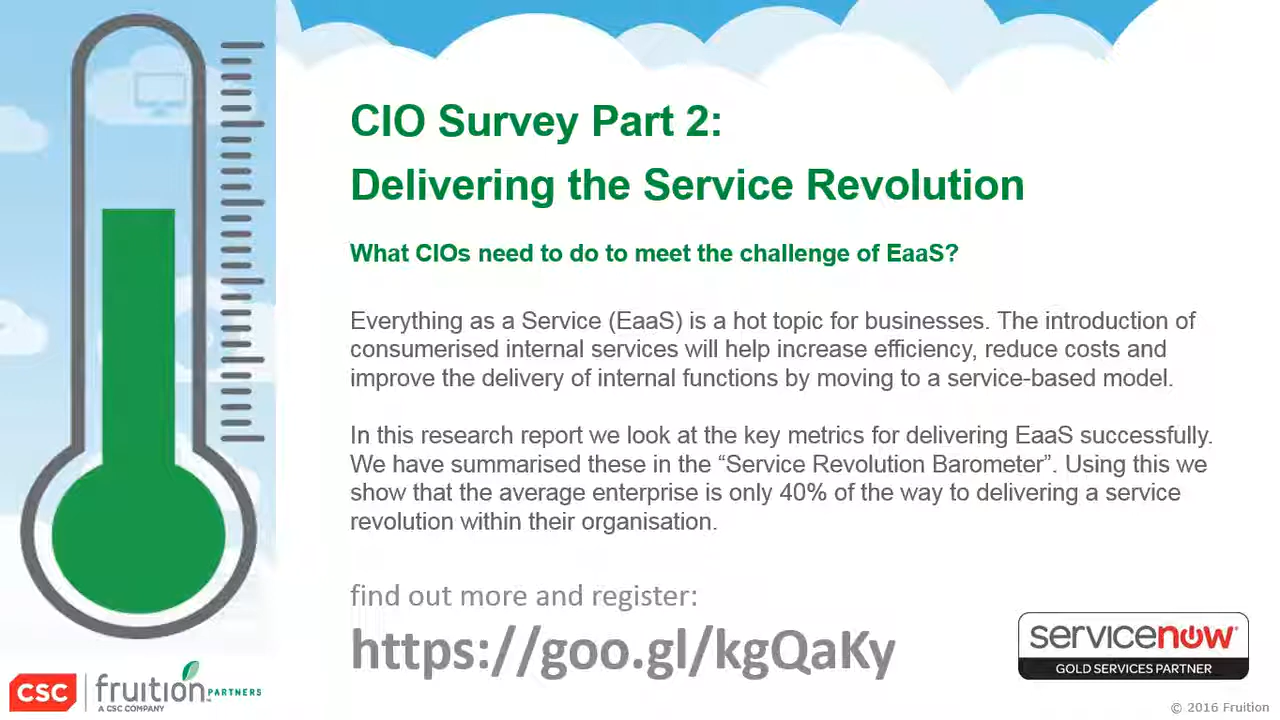 CIO Survey Part 2:
Delivering the Service Revolution
What CIOs need to do to meet the challenge of EaaS?
Everything as a Service (EaaS) is a hot topic for businesses. The introduction of
consumerised internal services will help increase efficiency, reduce costs and
improve the delivery of internal functions by moving to a service-based model.
In this research report we look at the key metrics for delivering EaaS successfully.
We have summarised these in the “Service Revolution Barometer”. Using this we
show that the average enterprise is only 40% of the way to delivering a service
revolution within their organisation.
find out more and register:
https://goo.gl/kgQaKy
CSC
fruition PARTNERS
A CSC COMPANY
servicenow
GOLD SERVICES PARTNER
© 2016 Fruition